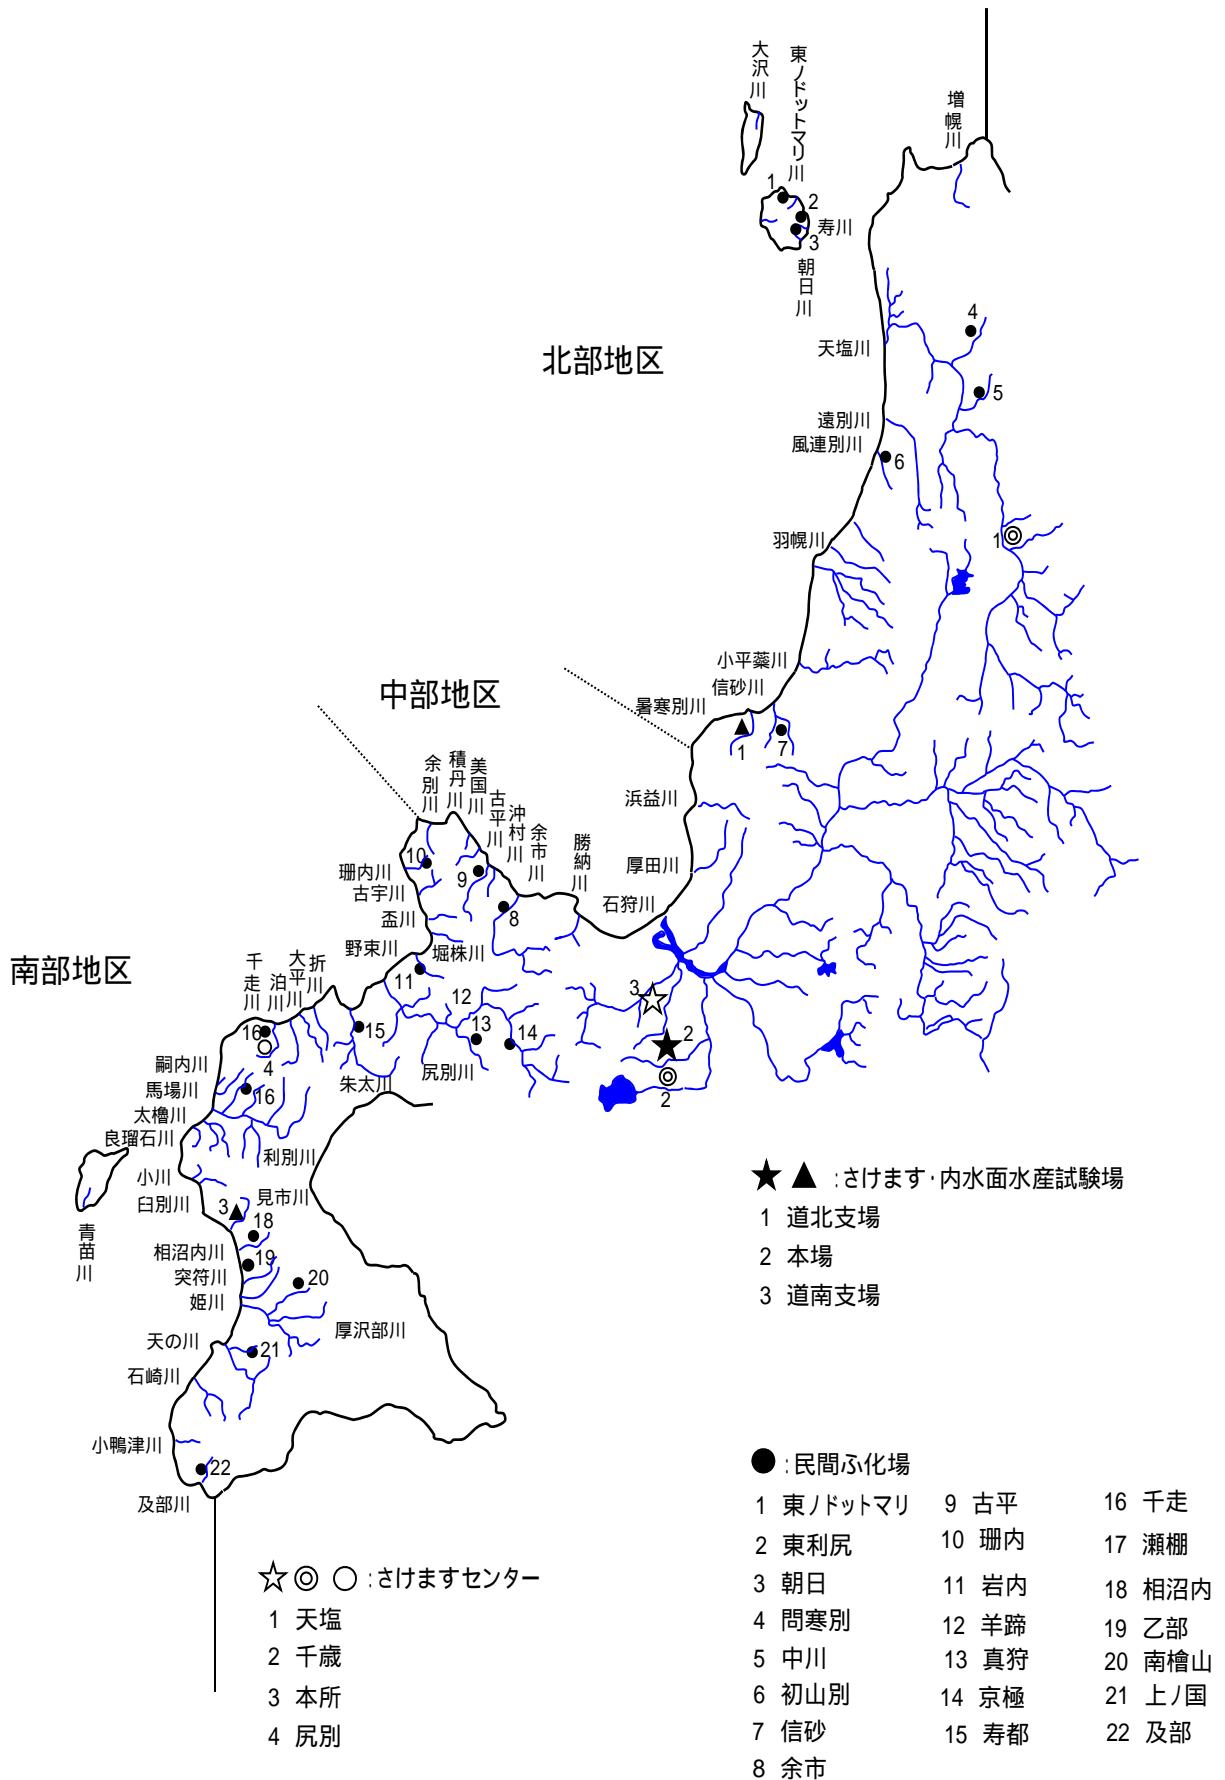 大沢川
東ノドットマリ川
増幌川
1
2
寿川
3
朝日川
北部地区
4
天塩川
5
遠別川
風連別川
6
羽幌川
1
小平蘂川
信砂川
暑寒別川
中部地区
1
7
余別川
積丹川
美国川
古平川
沖村川
余市川
勝納川
浜益川
厚田川
石狩川
10
珊内川
9
古宇川
8
盃川
野束川
堀株川
南部地区
千走川
泊川
大平川
折川
11
12
3
16
15
13
14
2
4
嗣内川
尻別川
馬場川
16
朱太川
2
太櫓川
良瑠石川
利別川
小川
臼別川
見市川
3
18
青苗川
相沼内川
19
突符川
20
姫川
厚沢部川
天の川
21
石崎川
小鴨津川
22
及部川
★ ▲ :さけます・内水面水産試験場
1 道北支場
2 本場
3 道南支場
☆ ◎ ○ :さけますセンター
1 天塩
2 千歳
3 本所
4 尻別
● :民間ふ化場
1 東ノドットマリ
2 東利尻
3 朝日
4 問寒別
5 中川
6 初山別
7 信砂
8 余市
9 古平
10 珊内
11 岩内
12 羊蹄
13 真狩
14 京極
15 寿都
16 千走
17 瀬棚
18 相沼内
19 乙部
20 南檜山
21 上ノ国
22 及部